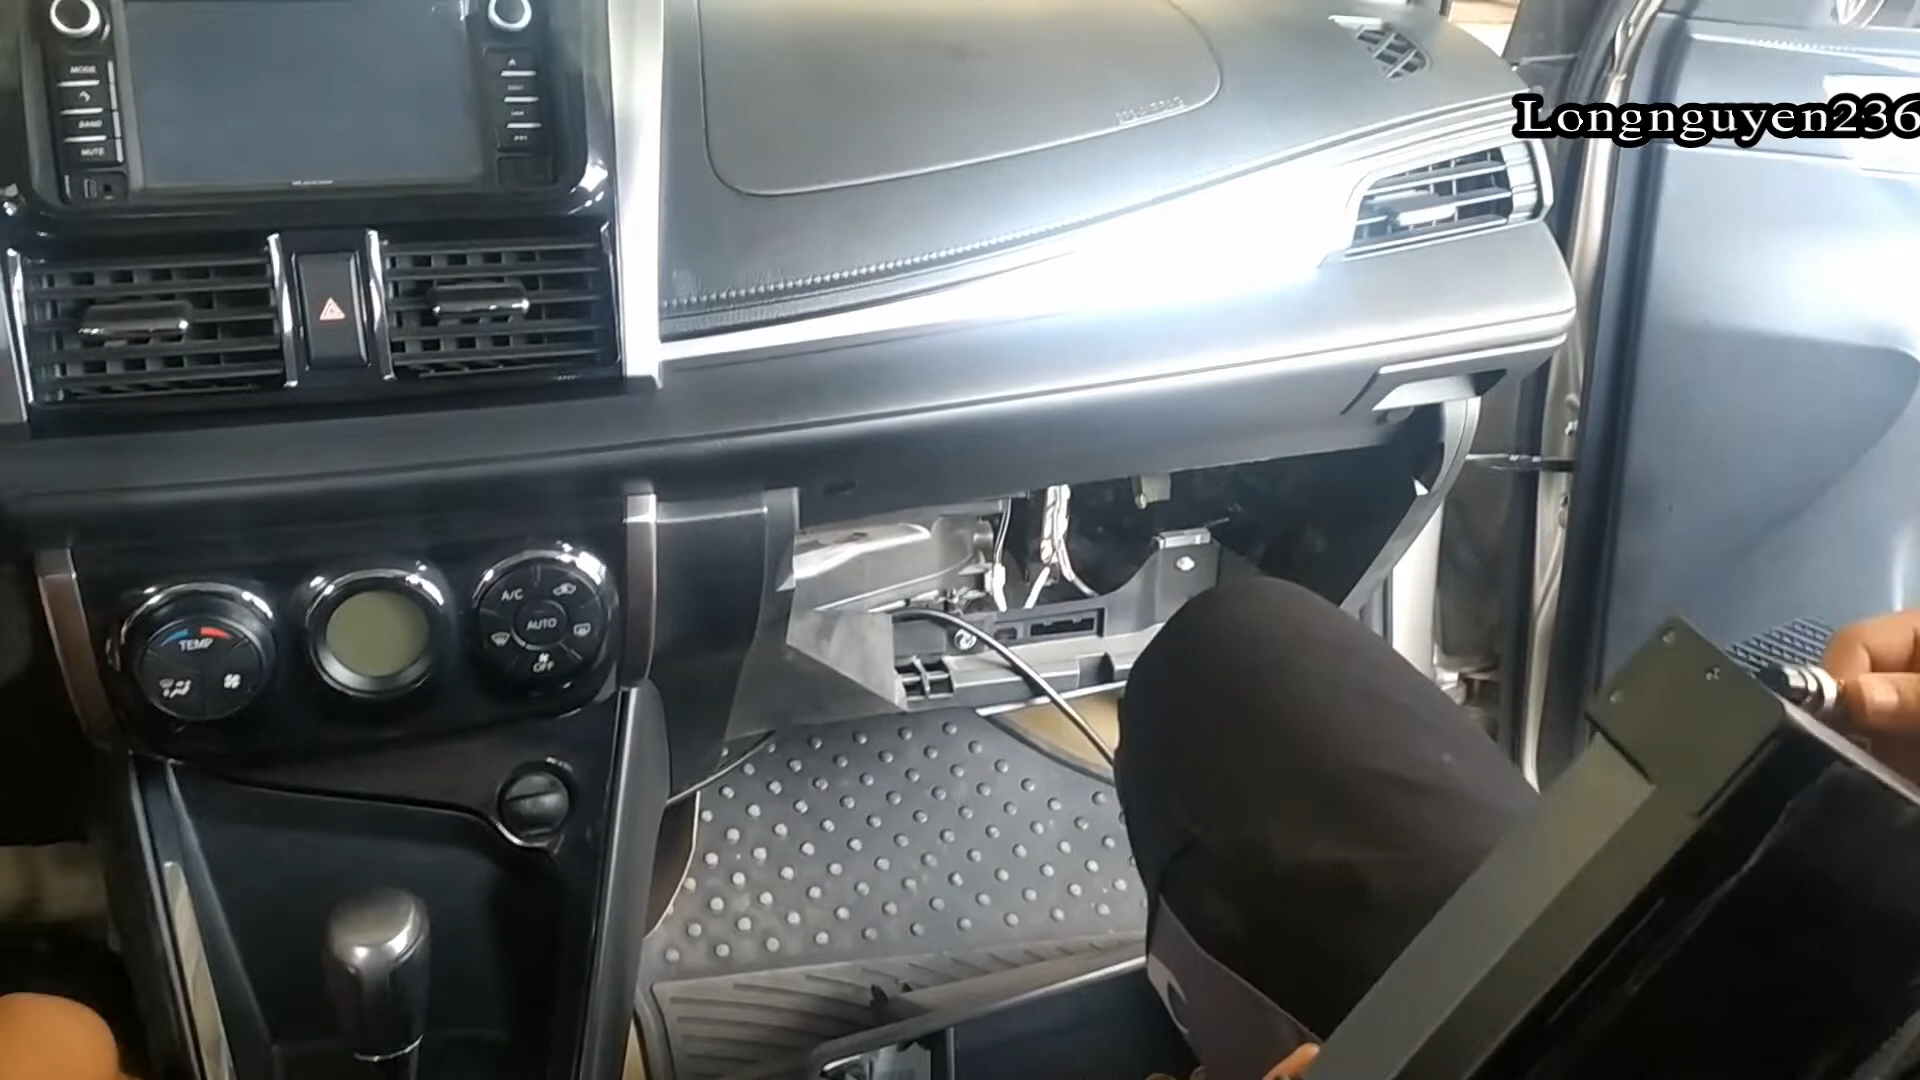 MODE
BAND
MUTE
Longnguyen236
A/C
AUTO
OFF
TEMP